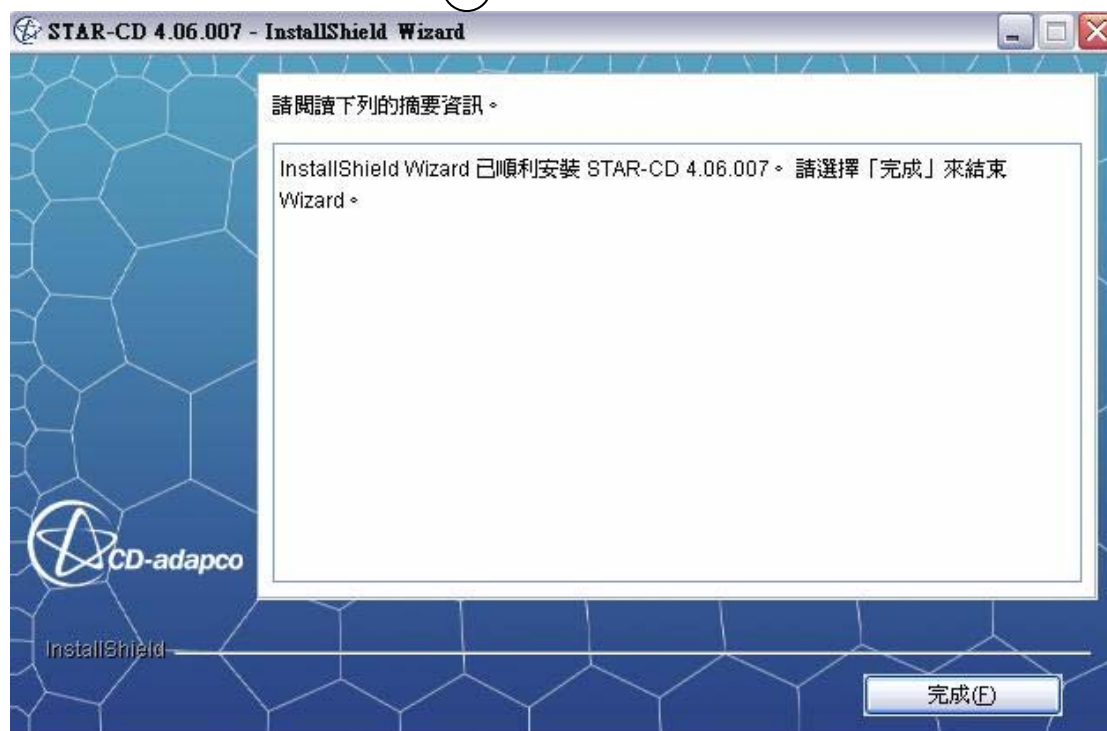 STAR-CD 4.06.007 - InstallShield Wizard
請閱讀下列的摘要資訊。
InstallShield Wizard 已順利安裝 STAR-CD 4.06.007。 請選擇「完成」來結束
Wizard。
CD-adapco
InstallShield
完成(F)